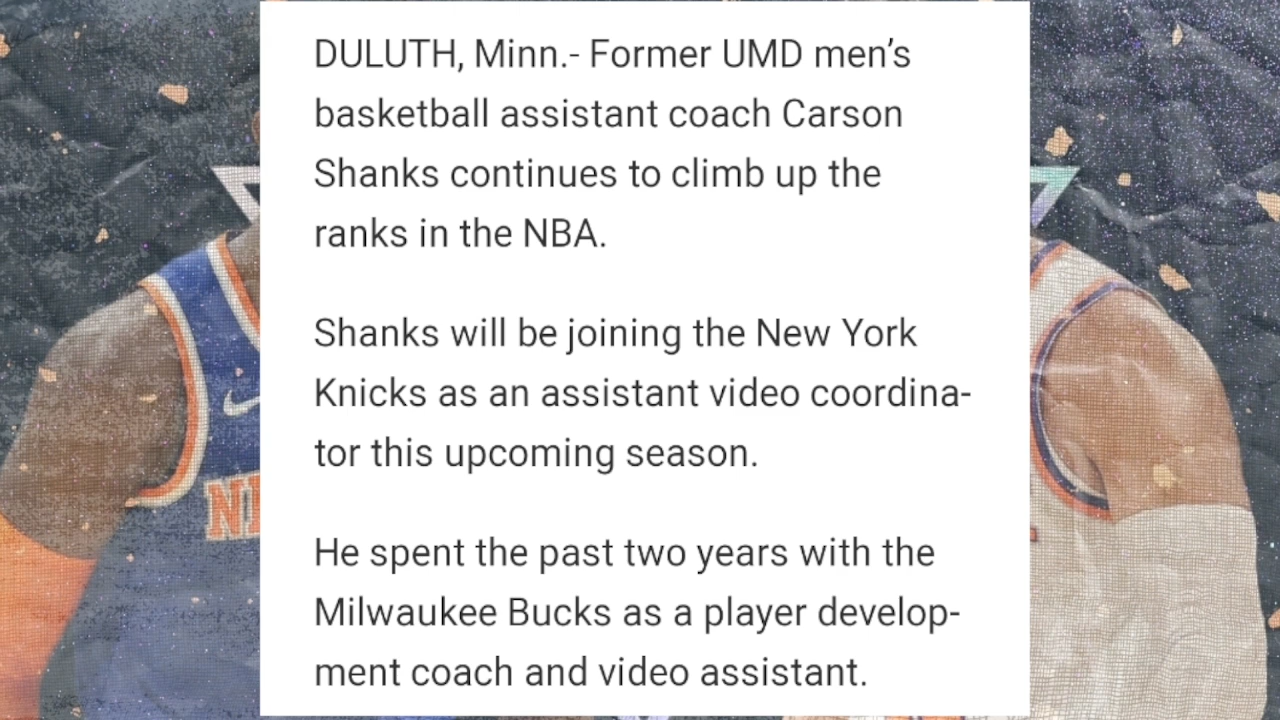 DULUTH, Minn.- Former UMD men’s
basketball assistant coach Carson
Shanks continues to climb up the
ranks in the NBA.
Shanks will be joining the New York
Knicks as an assistant video coordina-
tor this upcoming season.
He spent the past two years with the
Milwaukee Bucks as a player develop-
ment coach and video assistant.